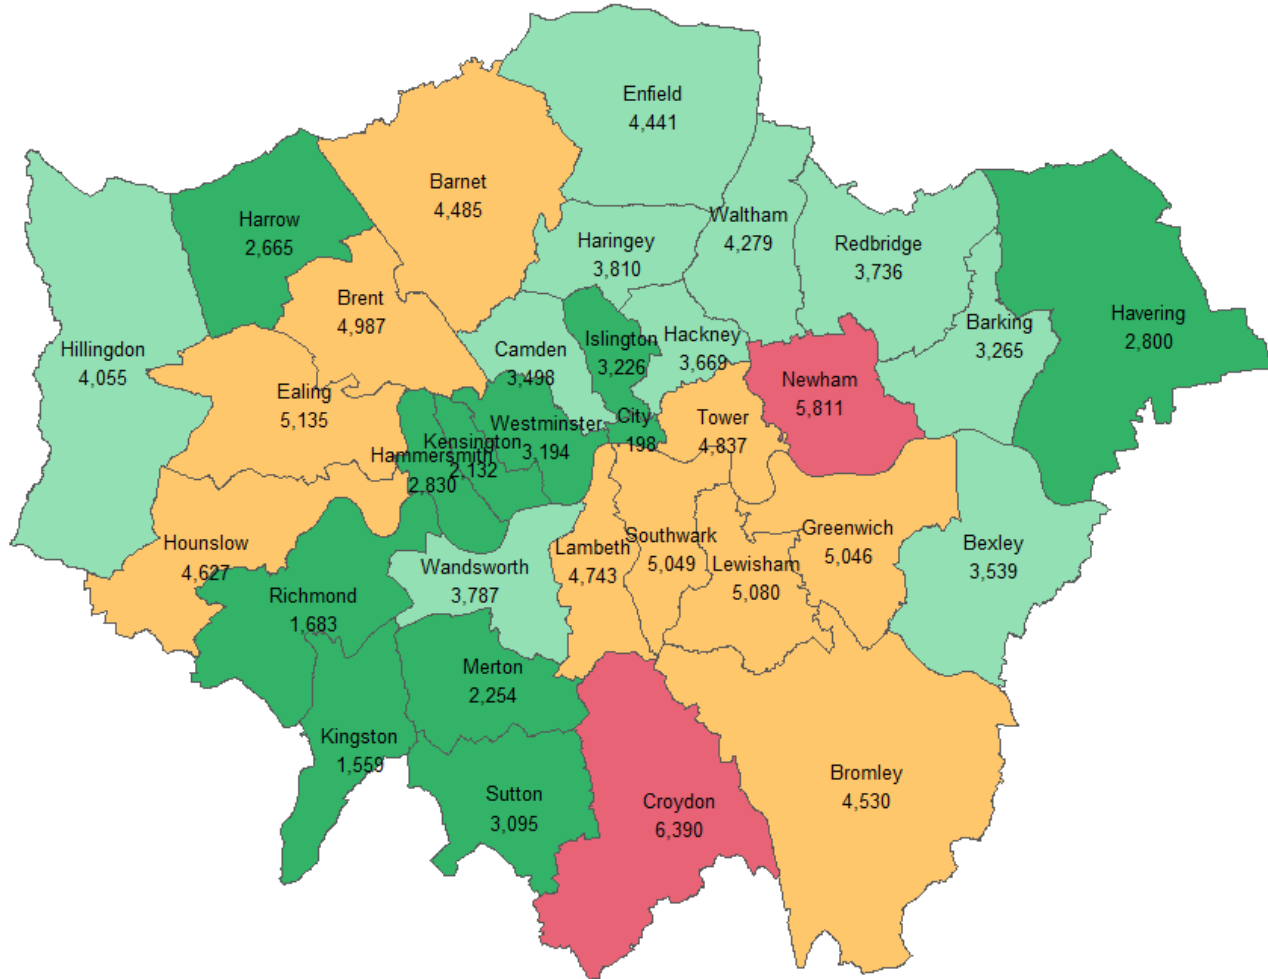 Enfield
4,441
Barnet
4,485
Harrow
2,665
Waltham
4,279
Haringey
3,810
Redbridge
3,736
Brent
4,987
Havering
2,800
Barking
3,265
Hillingdon
4,055
Camden
3,498
Islington
3,226
Hackney
3,669
Newham
5,811
Ealing
5,135
Westminster
3,194
City
198
Tower
4,837
Kensington
2,132
Hammersmith
2,830
Hounslow
4,627
Lambeth
4,743
Southwark
5,049
Greenwich
5,046
Lewisham
5,080
Bexley
3,539
Wandsworth
3,787
Richmond
1,683
Merton
2,254
Kingston
1,559
Sutton
3,095
Croydon
6,390
Bromley
4,530